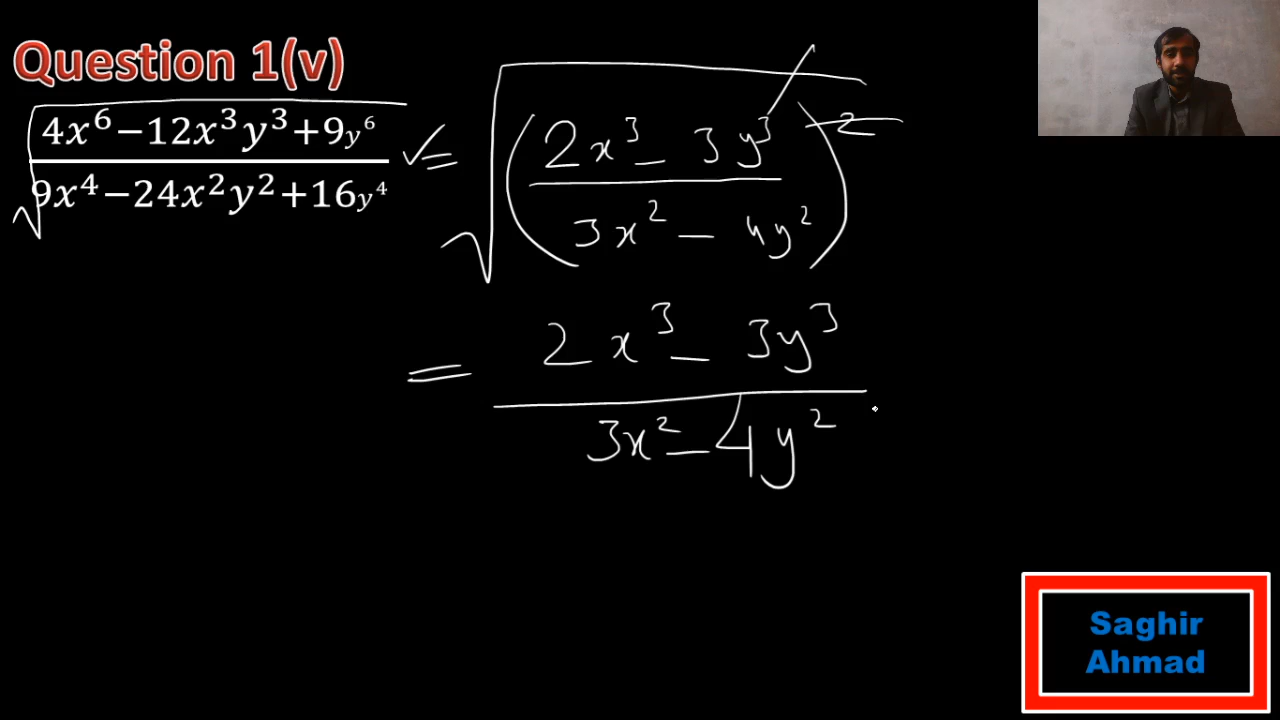 Question 1(v)
√(4x⁶−12x³y³+9y⁶ / 9x⁴−24x²y²+16y⁴) = √((2x³ − 3y³ / 3x² − 4y²)²)
= 2x³ − 3y³ / 3x² − 4y²
Saghir
Ahmad